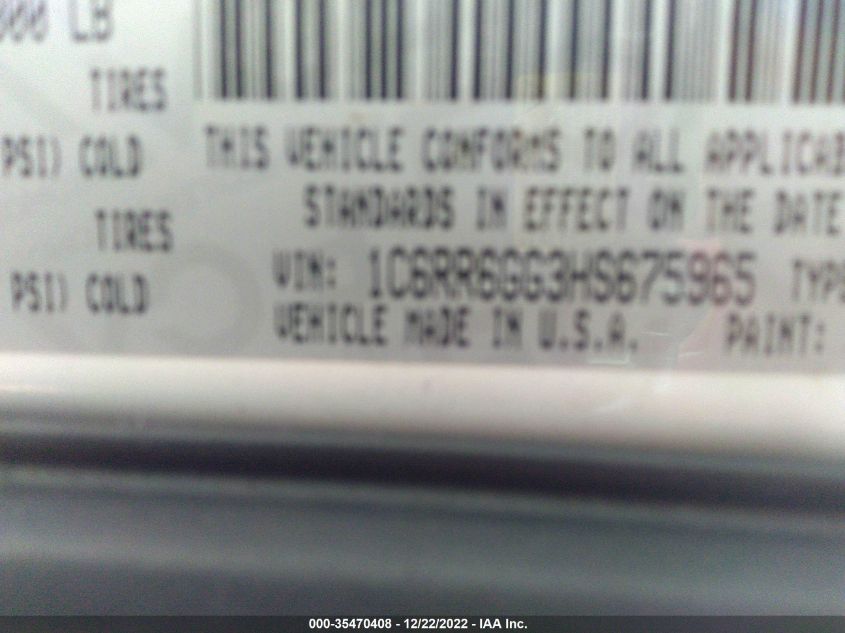 000 LB
TIRES
PSI) COLD
TIRES
PSI) COLD
THIS VEHICLE CONFORMS TO ALL APPLICAB
STANDARDS IN EFFECT ON THE DATE
VIN: 1C6RR6GG3HS675965 TYPE
VEHICLE MADE IN U.S.A. PAINT:
000-35470408 - 12/22/2022 - IAA Inc.